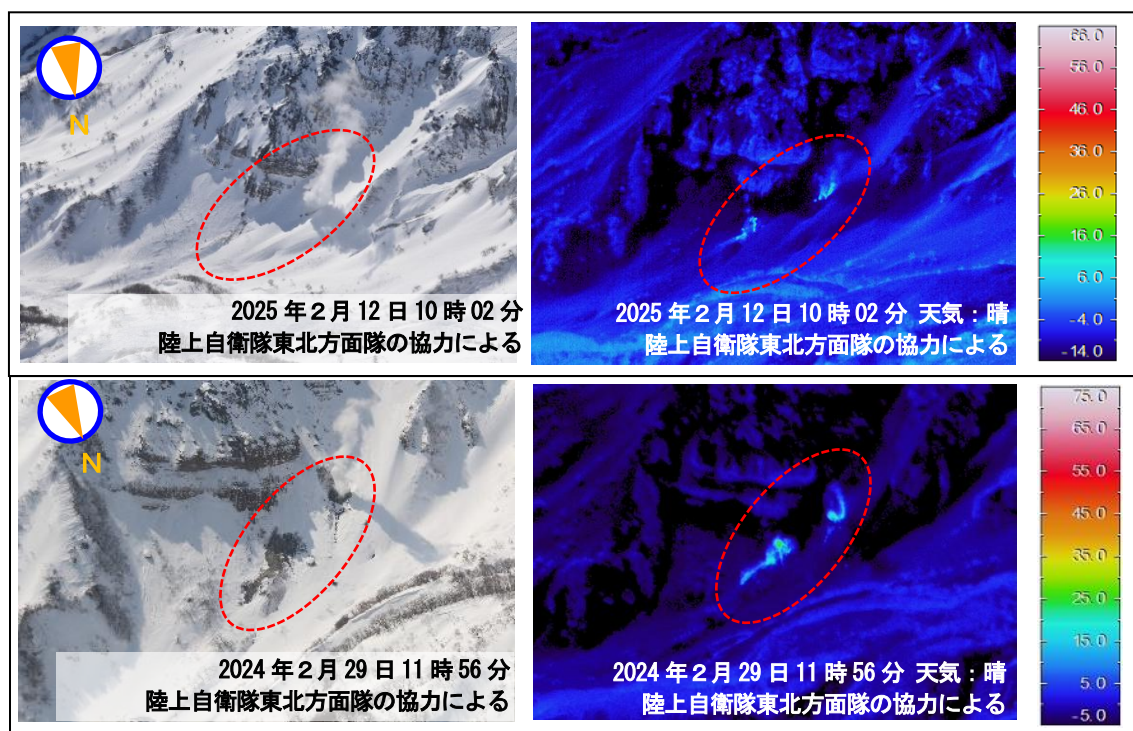 N
2025年2月12日10時02分
陸上自衛隊東北方面隊の協力による
2025年2月12日10時02分 天気：晴
陸上自衛隊東北方面隊の協力による
66.0
56.0
46.0
36.0
26.0
16.0
6.0
-4.0
-14.0
N
2024年2月29日11時56分
陸上自衛隊東北方面隊の協力による
2024年2月29日11時56分 天気：晴
陸上自衛隊東北方面隊の協力による
75.0
65.0
55.0
45.0
35.0
25.0
15.0
5.0
-5.0